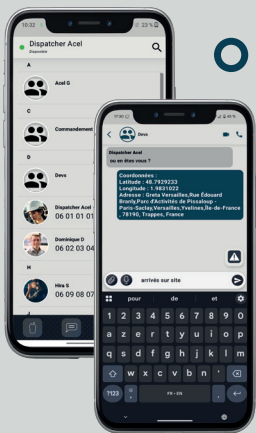 10:32
23 %
Dispatcher Acel
Disponible
A
Acel G
C
Commandement
D
Devs
Dispatcher Acel -
06 01 01 01
Dominique D
06 02 03 04
H
Hira S
06 09 08 07
Devs
Dispatcher Acel
ou en êtes vous ?
Coordonnées :
Latitude : 48.7929233
Longitude : 1.9831022
Adresse : Greta Versailles,Rue Édouard
Branly,Parc d'Activités de Pissaloup -
Paris-Saclay,Versailles,Yvelines,Île-de-France
, 78190, Trappes, France
arrivés sur site
pour de et
1 2 3 4 5 6 7 8 9 0
a z e r t y u i o p
q s d f g h j k l m
w x c v b n '
?123 , FR • EN .